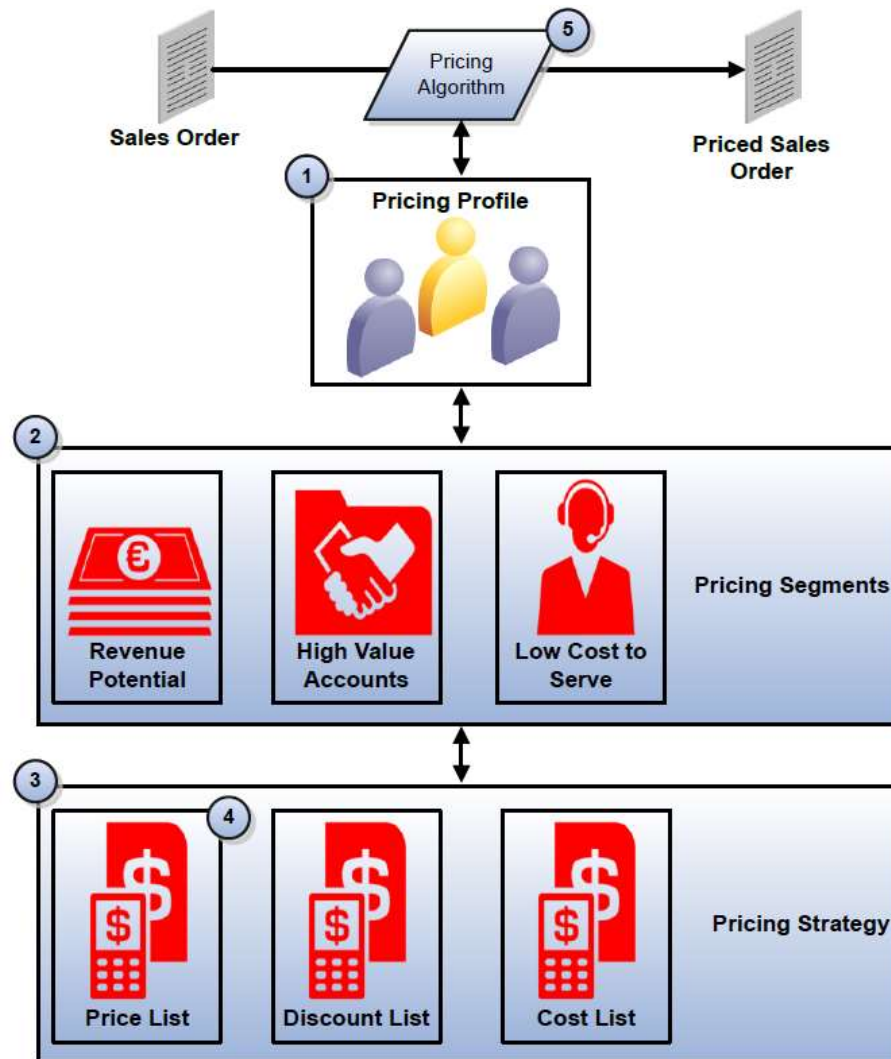 5
Pricing
Algorithm
Sales Order
Priced Sales
Order
1
Pricing Profile
2
€
Revenue
Potential
High Value
Accounts
Low Cost to
Serve
Pricing Segments
3
4
$
$
Price List
$
$
Discount List
$
$
Cost List
Pricing Strategy